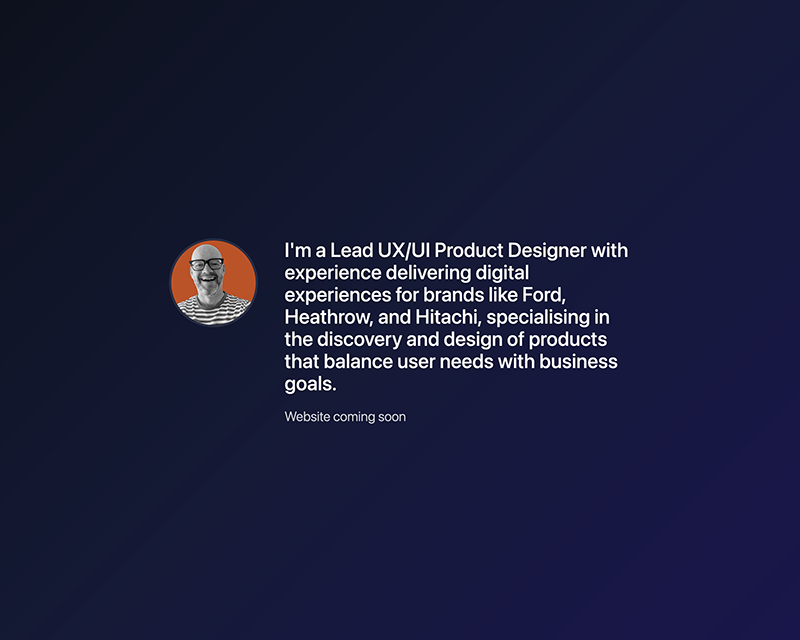 I'm a Lead UX/UI Product Designer with
experience delivering digital
experiences for brands like Ford,
Heathrow, and Hitachi, specialising in
the discovery and design of products
that balance user needs with business
goals.
Website coming soon